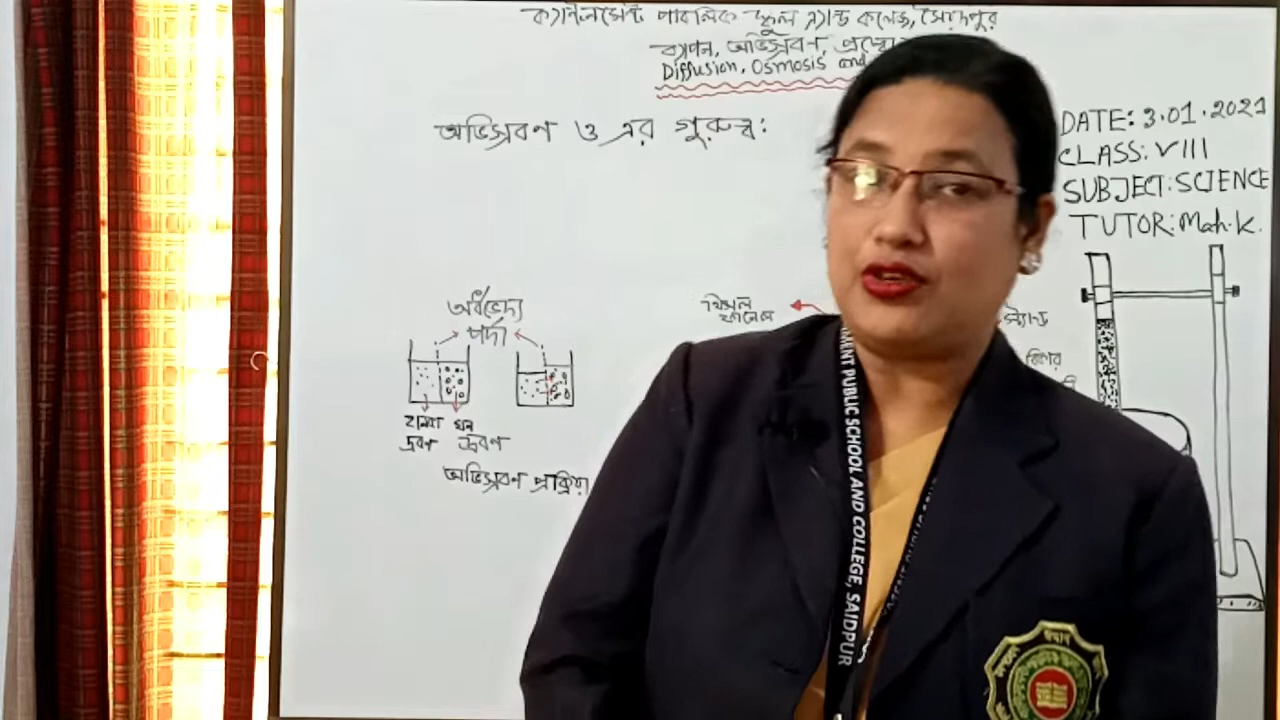 ক্যান্টনমেন্ট পাবলিক স্কুল এ্যান্ড কলেজ, সৈয়দপুর
ব্যাপন, অভিস্রবণ, প্রস্বে
Diffusion, Osmosis and
অভিস্রবণ ও এর গুরুত্ব:
DATE: 3.01.2021
CLASS: VIII
SUBJECT: SCIENCE
TUTOR: Mah.K.
অর্ধভেদ্য
পর্দা
থিসল
ফানেল
স্ট্যান্ড
হালকা ঘন
দ্রবণ দ্রবণ
অভিস্রবণ প্রক্রিয়া
MENT PUBLIC SCHOOL AND COLLEGE, SAIDPUR